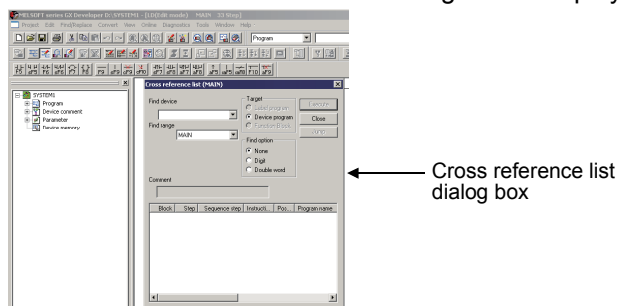 MELSOFT series GX Developer D:\SYSTEM1 - [LD(Edit mode) MAIN 33 Step]
Project Edit Find/Replace Convert View Online Diagnostics Tools Window Help
Program
SYSTEM1
Program
Device comment
Parameter
Device memory
Cross reference list (MAIN)
Find device
Find range
MAIN
Target
Label program
Device program
Function Block
Find option
None
Digit
Double word
Execute
Close
Jump
Comment
Block Step Sequence step Instructi... Pos... Program name
Cross reference list
dialog box